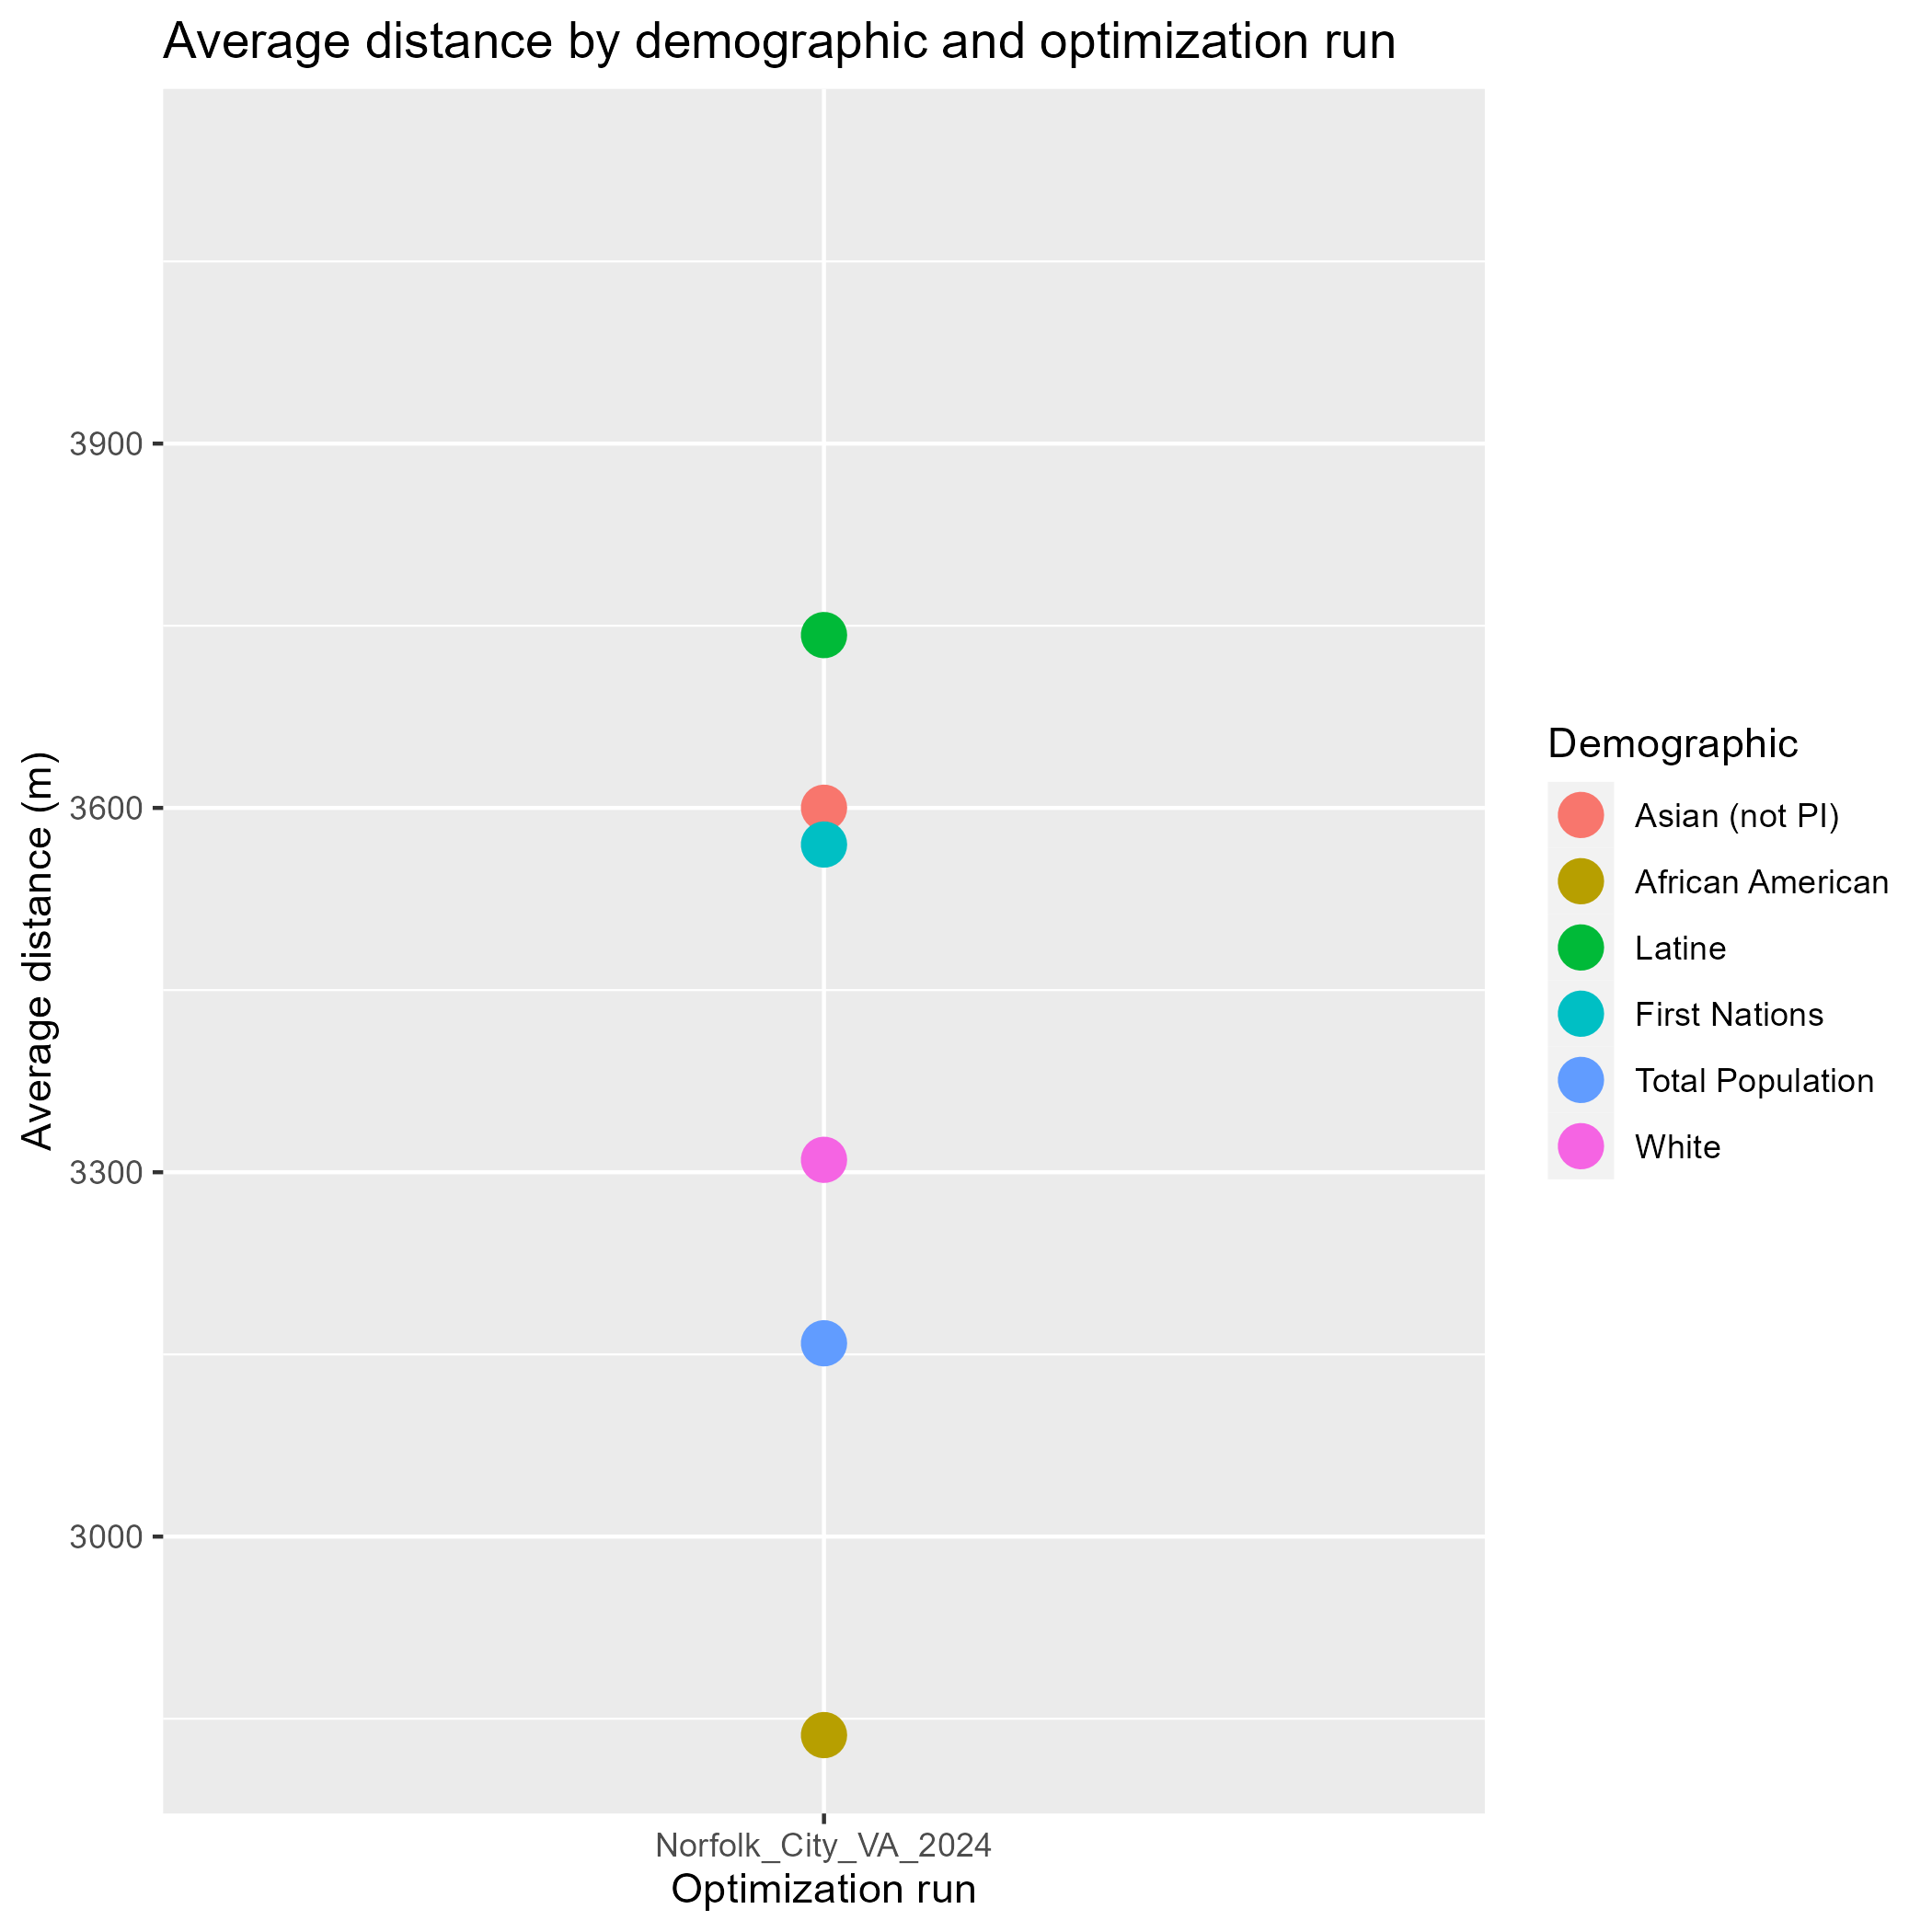 Average distance by demographic and optimization run
Average distance (m)
3900
3600
3300
3000
Norfolk_City_VA_2024
Optimization run
Demographic
Asian (not PI)
African American
Latine
First Nations
Total Population
White